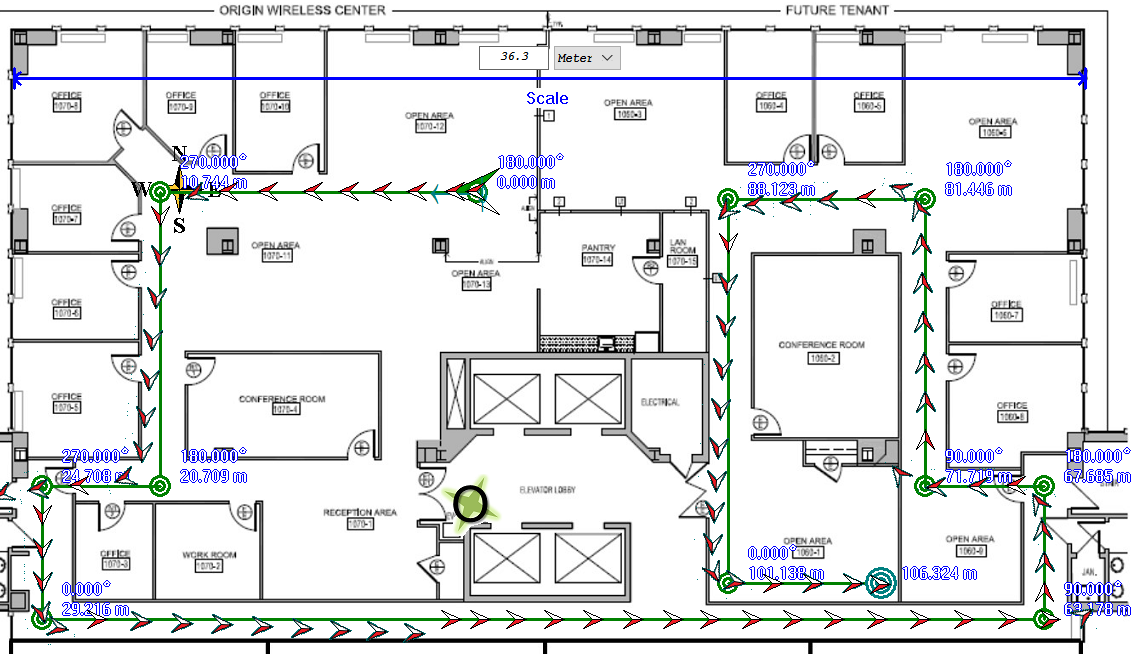 ORIGIN WIRELESS CENTER
FUTURE TENANT
36.3
Meter
Scale
OFFICE
1070-8
OFFICE
1070-9
OFFICE
1070-10
OPEN AREA
1070-12
OPEN AREA
1060-3
OFFICE
1060-4
OFFICE
1060-5
OPEN AREA
1060-6
N
W
E
S
270.000°
10.744 m
180.000°
0.000 m
270.000°
88.123 m
180.000°
81.446 m
OFFICE
1070-7
OPEN AREA
1070-11
ALIGN
OPEN AREA
1070-13
PANTRY
1070-14
LAN
ROOM
1070-15
OFFICE
1070-6
OFFICE
1060-7
CONFERENCE ROOM
1060-2
OFFICE
1070-5
CONFERENCE ROOM
1070-4
ELECTRICAL
OFFICE
1060-8
270.000°
24.708 m
180.000°
20.709 m
90.000°
71.719 m
180.000°
67.685 m
ELEVATOR LOBBY
RECEPTION AREA
1070-1
OFFICE
1070-3
WORK ROOM
1070-2
OPEN AREA
1060-1
OPEN AREA
1060-9
JAN.
0.000°
101.138 m
106.324 m
0.000°
29.216 m
90.000°
62.178 m